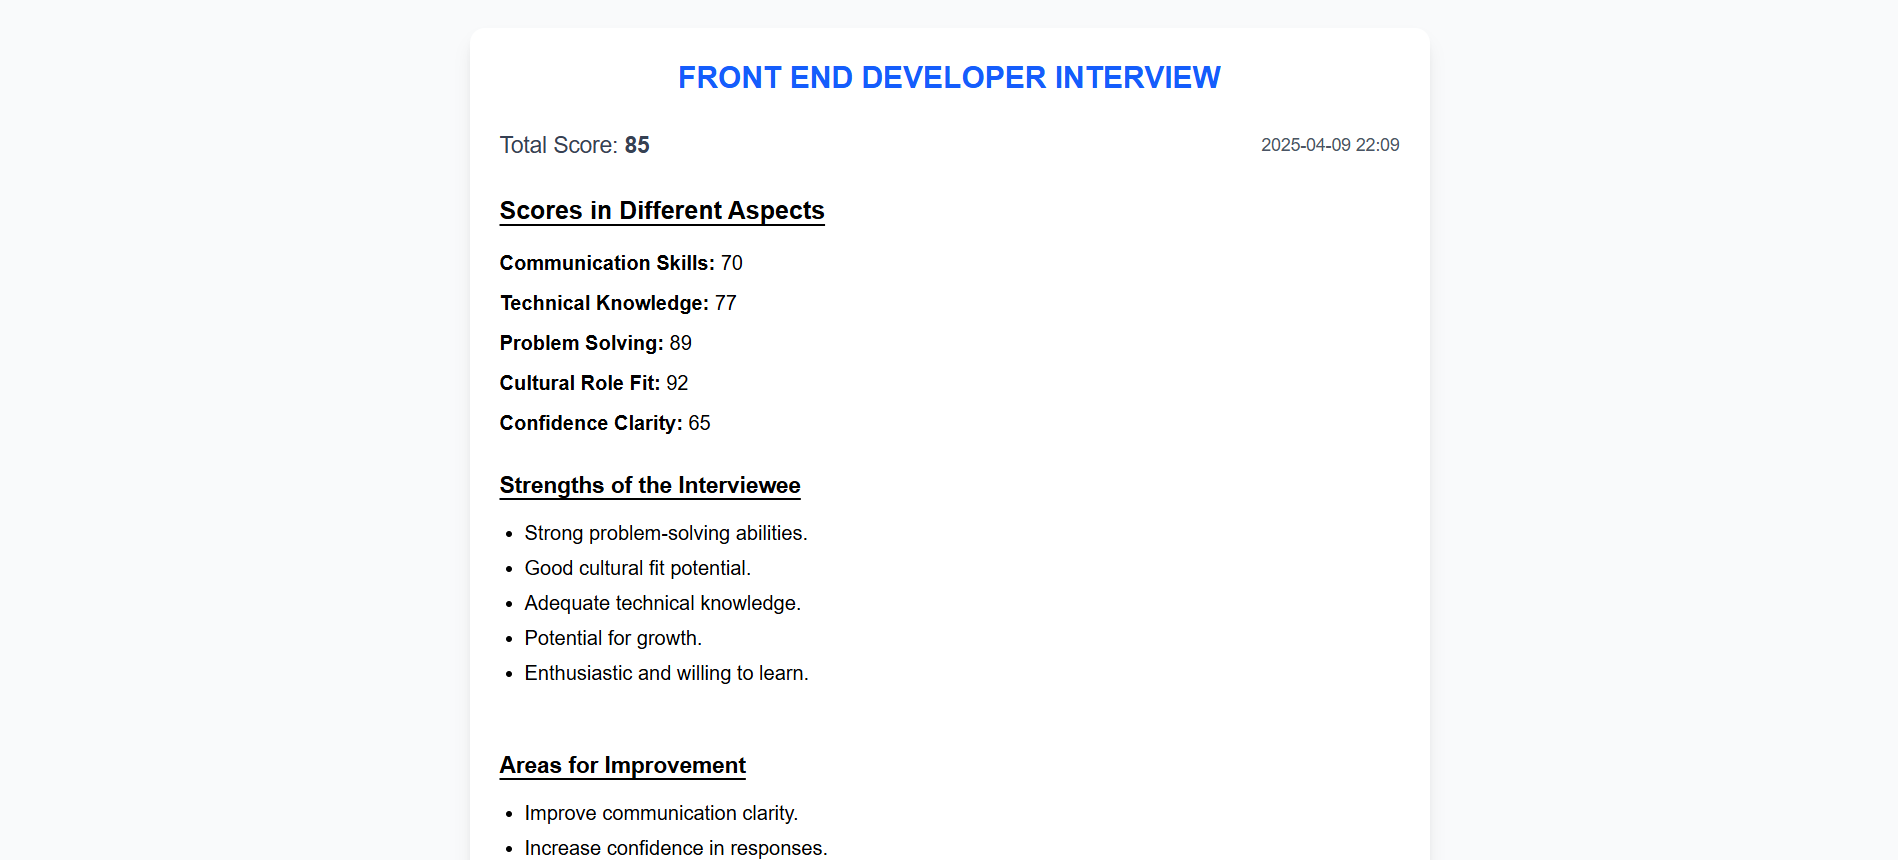 FRONT END DEVELOPER INTERVIEW
Total Score: 85
2025-04-09 22:09
Scores in Different Aspects
Communication Skills: 70
Technical Knowledge: 77
Problem Solving: 89
Cultural Role Fit: 92
Confidence Clarity: 65
Strengths of the Interviewee
• Strong problem-solving abilities.
• Good cultural fit potential.
• Adequate technical knowledge.
• Potential for growth.
• Enthusiastic and willing to learn.
Areas for Improvement
• Improve communication clarity.
• Increase confidence in responses.